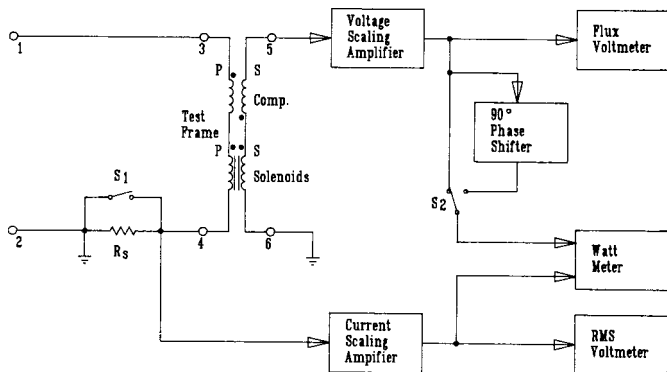 1
3
5
Voltage
Scaling
Amplifier
Flux
Voltmeter
P
S
Comp.
Test
Frame
90°
Phase
Shifter
P
S
Solenoids
S1
S2
2
Rs
4
6
Watt
Meter
Current
Scaling
Ampifier
RMS
Voltmeter